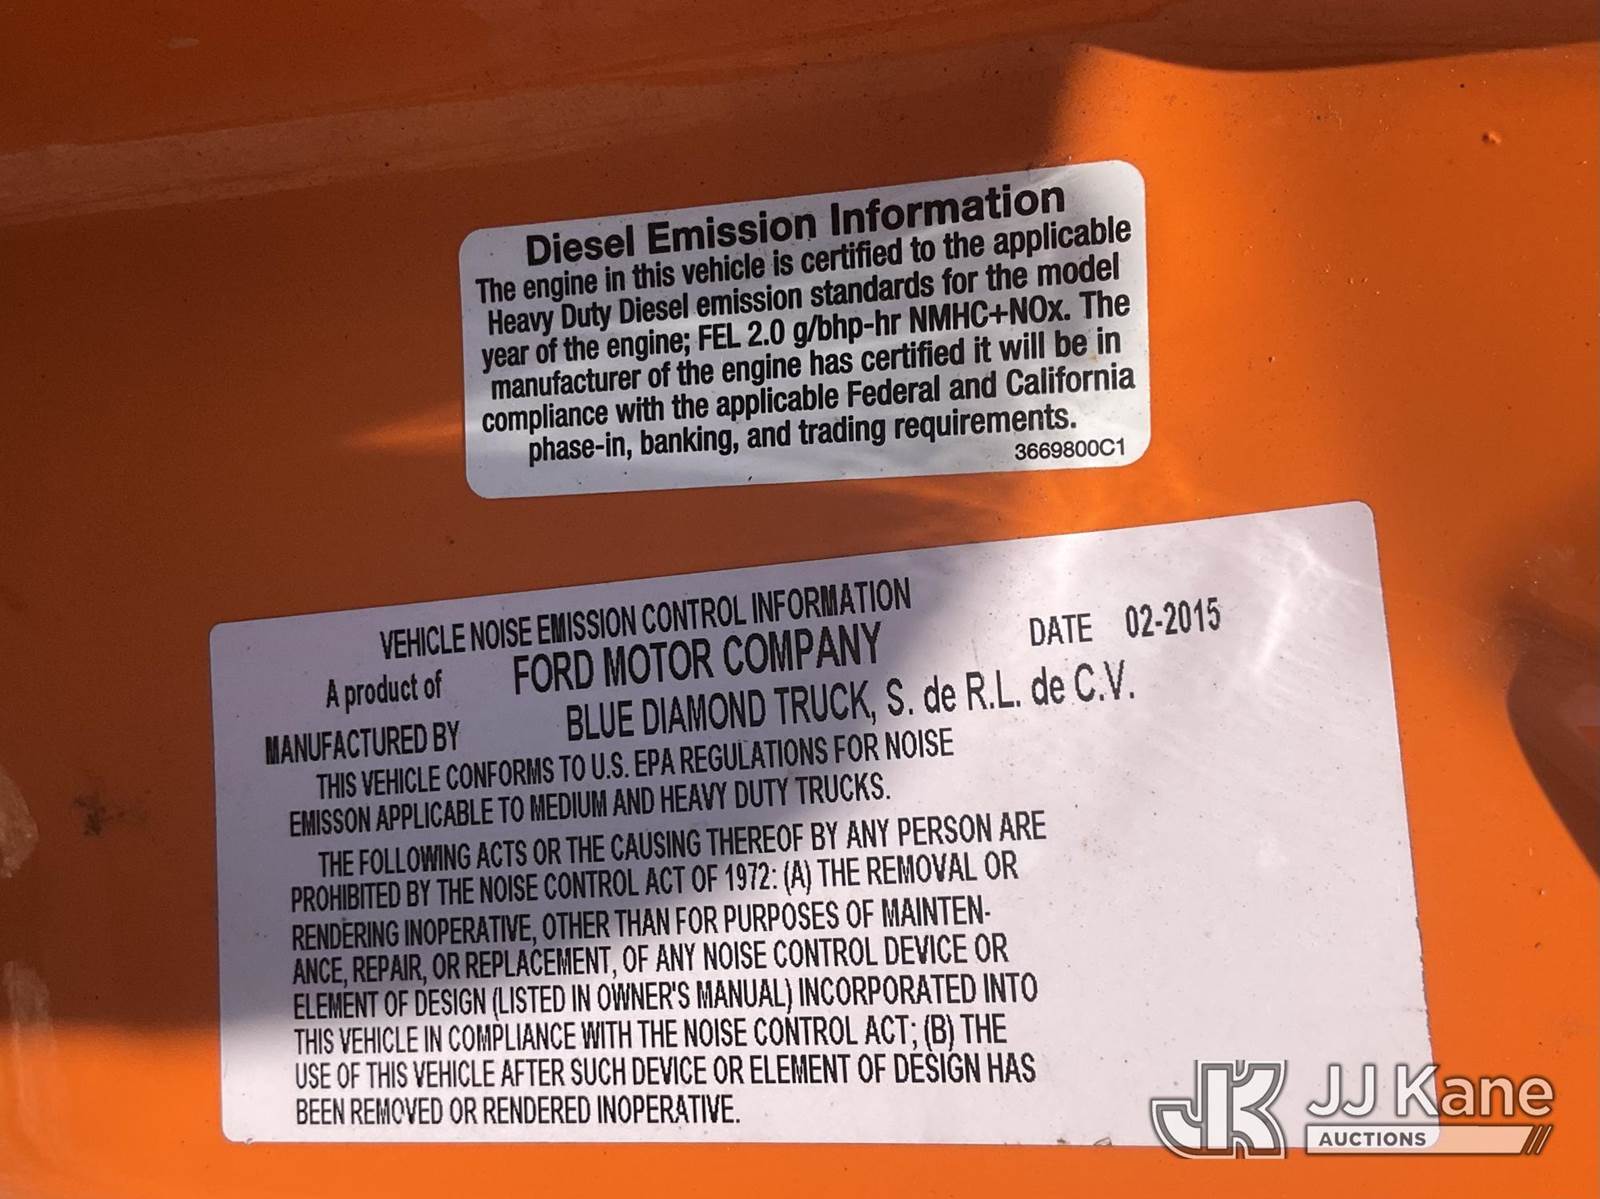 Diesel Emission Information
The engine in this vehicle is certified to the applicable
Heavy Duty Diesel emission standards for the model
year of the engine; FEL 2.0 g/bhp-hr NMHC+NOx. The
manufacturer of the engine has certified it will be in
compliance with the applicable Federal and California
phase-in, banking, and trading requirements.
3669800C1
VEHICLE NOISE EMISSION CONTROL INFORMATION
A product of FORD MOTOR COMPANY DATE 02-2015
MANUFACTURED BY BLUE DIAMOND TRUCK, S. de R.L. de C.V.
THIS VEHICLE CONFORMS TO U.S. EPA REGULATIONS FOR NOISE
EMISSON APPLICABLE TO MEDIUM AND HEAVY DUTY TRUCKS.
THE FOLLOWING ACTS OR THE CAUSING THEREOF BY ANY PERSON ARE
PROHIBITED BY THE NOISE CONTROL ACT OF 1972: (A) THE REMOVAL OR
RENDERING INOPERATIVE, OTHER THAN FOR PURPOSES OF MAINTEN-
ANCE, REPAIR, OR REPLACEMENT, OF ANY NOISE CONTROL DEVICE OR
ELEMENT OF DESIGN (LISTED IN OWNER'S MANUAL) INCORPORATED INTO
THIS VEHICLE IN COMPLIANCE WITH THE NOISE CONTROL ACT; (B) THE
USE OF THIS VEHICLE AFTER SUCH DEVICE OR ELEMENT OF DESIGN HAS
BEEN REMOVED OR RENDERED INOPERATIVE.
JK JJ Kane
AUCTIONS